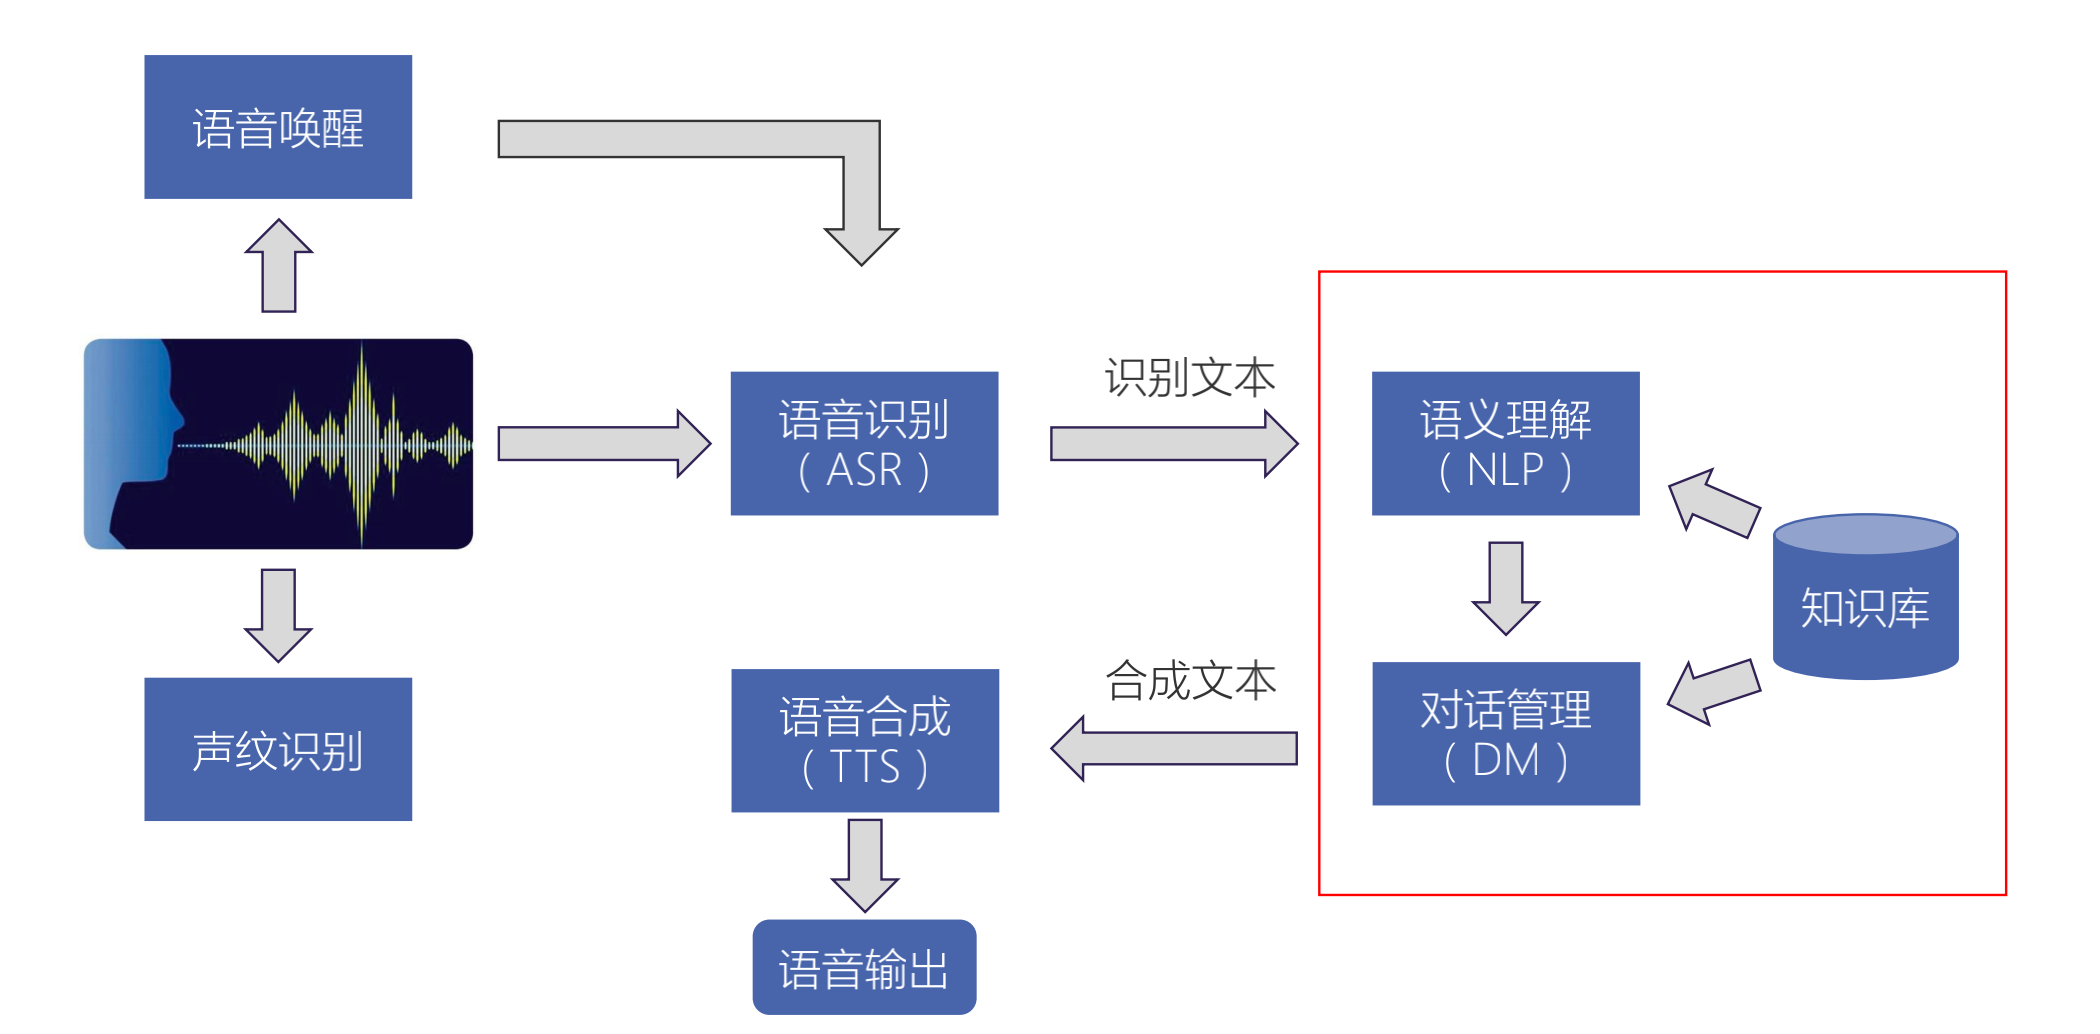 语音唤醒
识别文本
语音识别
（ ASR ）
语义理解
（ NLP ）
知识库
合成文本
声纹识别
语音合成
（ TTS ）
对话管理
（ DM ）
语音输出